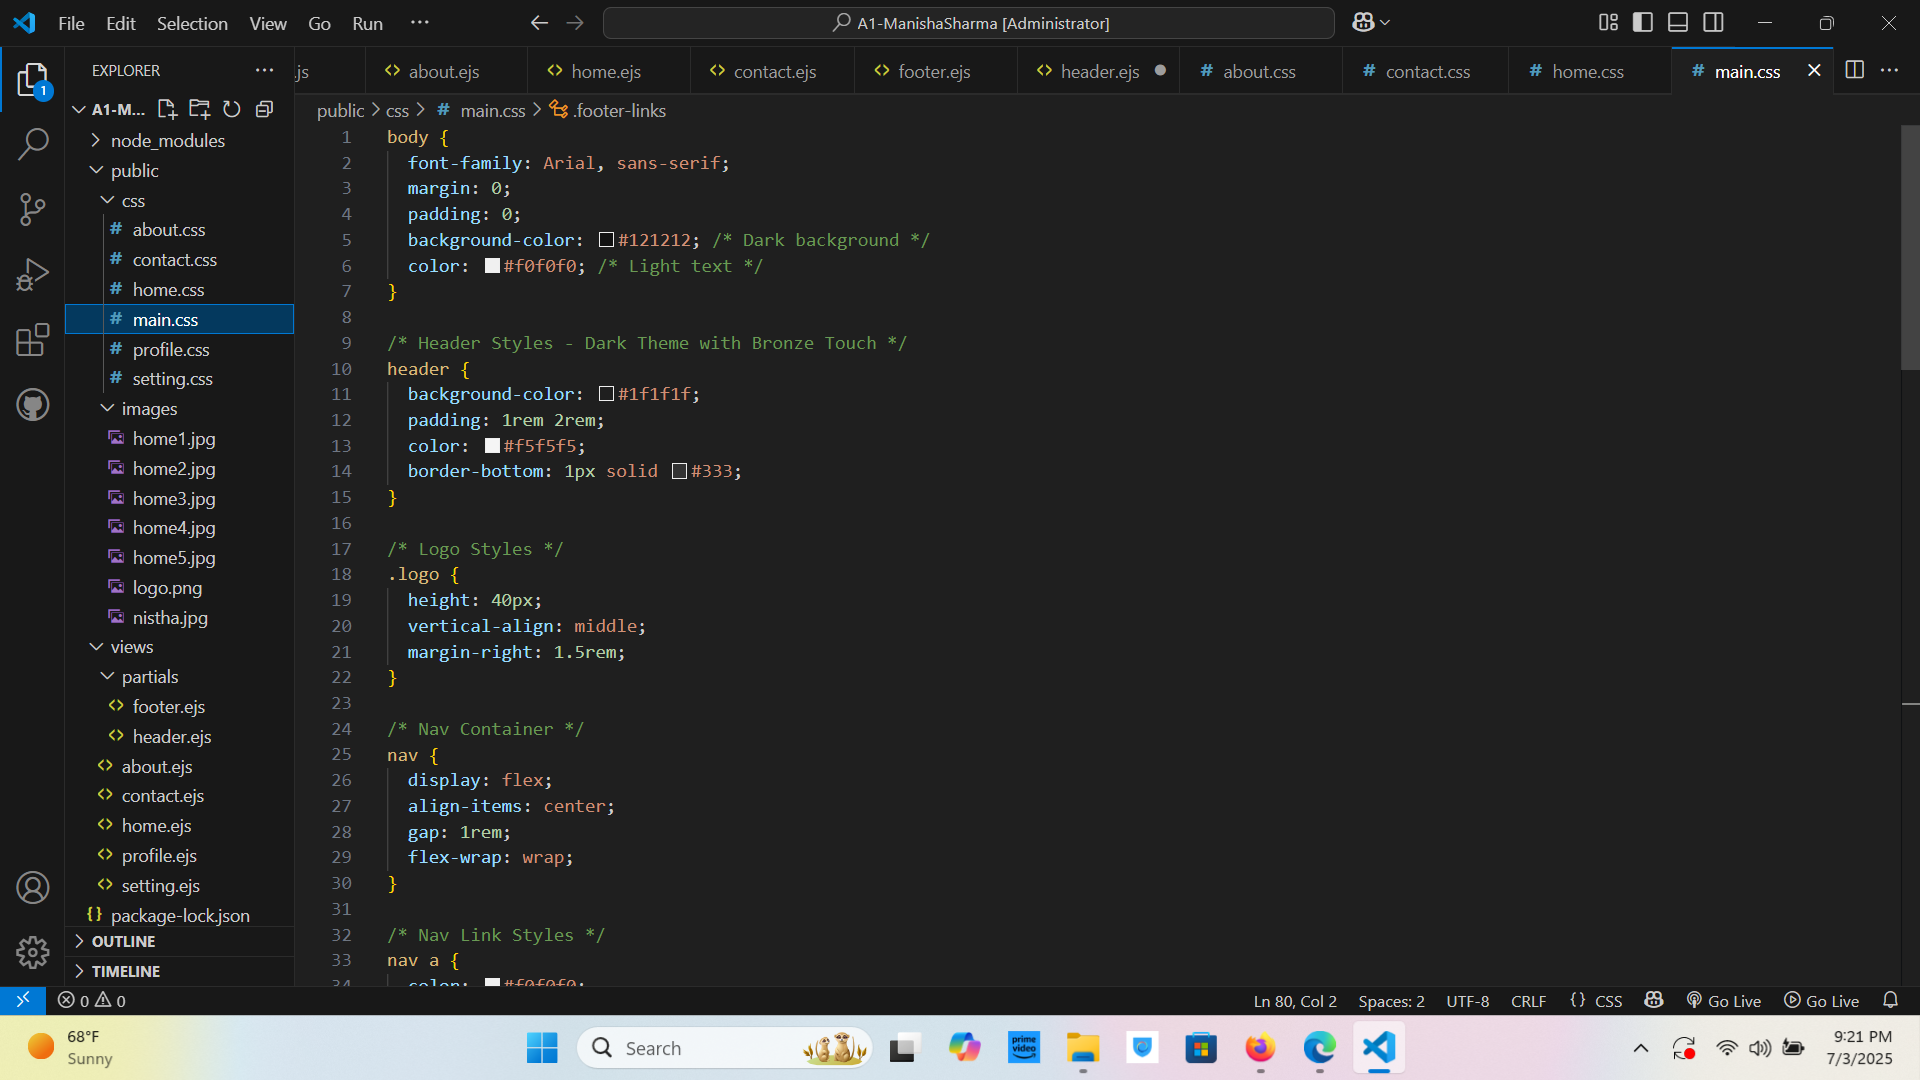 File Edit Selection View Go Run ··· A1-ManishaSharma [Administrator]
EXPLORER
.js about.ejs home.ejs contact.ejs footer.ejs header.ejs about.css contact.css home.css main.css
A1-M...
public > css > # main.css > .footer-links
node_modules
public
css
about.css
contact.css
home.css
main.css
profile.css
setting.css
images
home1.jpg
home2.jpg
home3.jpg
home4.jpg
home5.jpg
logo.png
nistha.jpg
views
partials
footer.ejs
header.ejs
about.ejs
contact.ejs
home.ejs
profile.ejs
setting.ejs
package-lock.json
OUTLINE
TIMELINE
1 body {
2 font-family: Arial, sans-serif;
3 margin: 0;
4 padding: 0;
5 background-color: #121212; /* Dark background */
6 color: #f0f0f0; /* Light text */
7 }
8
9 /* Header Styles - Dark Theme with Bronze Touch */
10 header {
11 background-color: #1f1f1f;
12 padding: 1rem 2rem;
13 color: #f5f5f5;
14 border-bottom: 1px solid #333;
15 }
16
17 /* Logo Styles */
18 .logo {
19 height: 40px;
20 vertical-align: middle;
21 margin-right: 1.5rem;
22 }
23
24 /* Nav Container */
25 nav {
26 display: flex;
27 align-items: center;
28 gap: 1rem;
29 flex-wrap: wrap;
30 }
31
32 /* Nav Link Styles */
33 nav a {
34 color: #f0f0f0;
1
0 0 Ln 80, Col 2 Spaces: 2 UTF-8 CRLF {} CSS Go Live Go Live
68°F
Sunny
Search
prime video
9:21 PM
7/3/2025